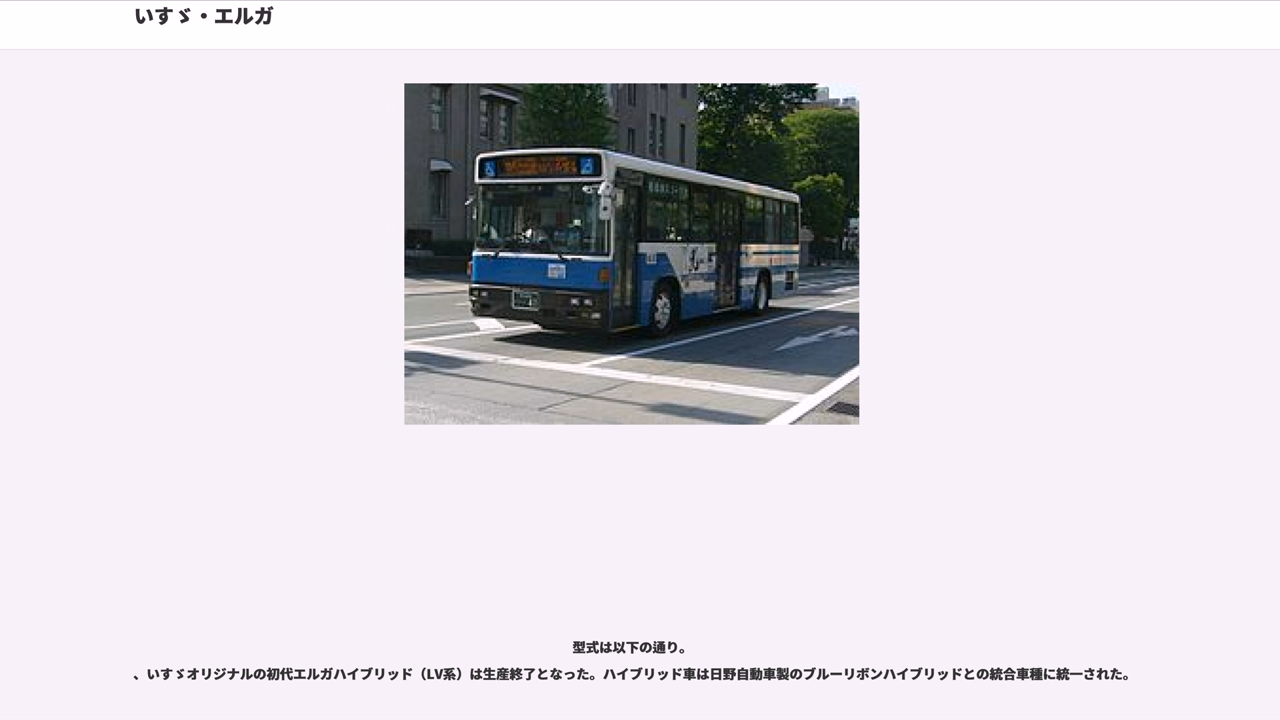 いすゞ・エルガ
型式は以下の通り。
、いすゞオリジナルの初代エルガハイブリッド（LV系）は生産終了となった。ハイブリッド車は日野自動車製のブルーリボンハイブリッドとの統合車種に統一された。